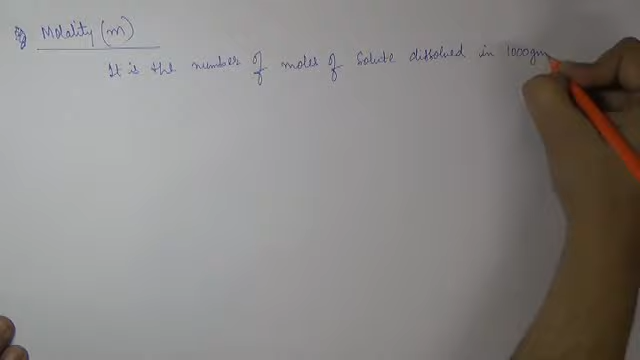 Molality (m)
It is the number of moles of solute dissolved in 1000gm